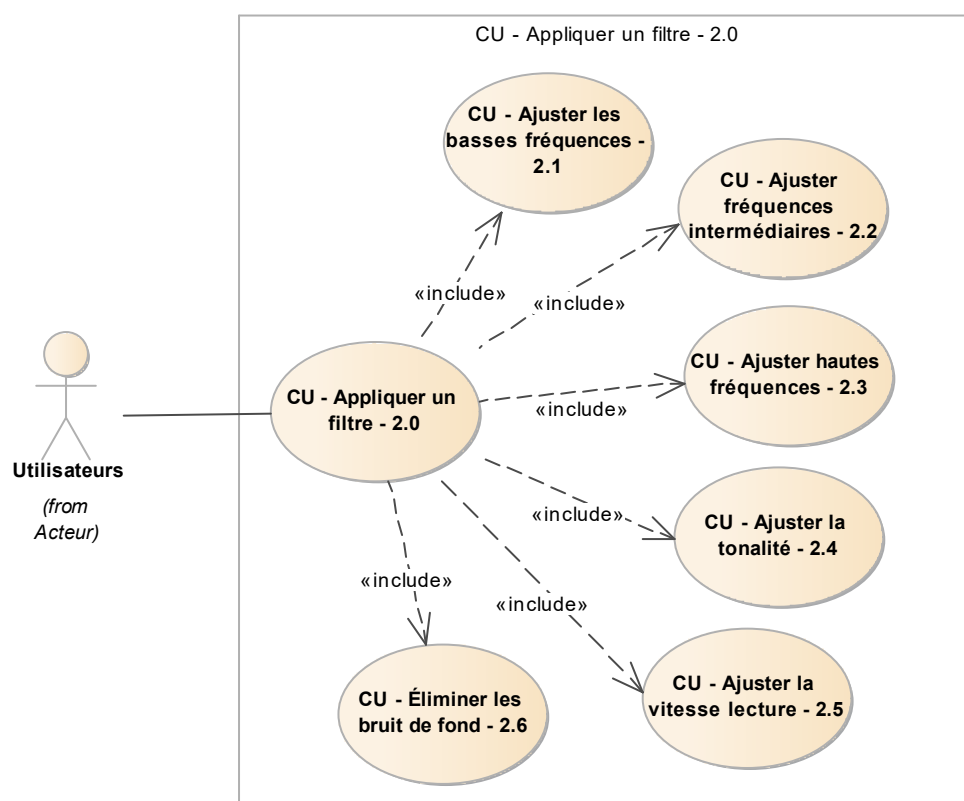 CU - Appliquer un filtre - 2.0
CU - Ajuster les
basses fréquences -
2.1
CU - Ajuster
fréquences
intermédiaires - 2.2
«include»
«include»
CU - Ajuster hautes
fréquences - 2.3
CU - Appliquer un
filtre - 2.0
«include»
Utilisateurs
(from
Acteur)
«include»
CU - Ajuster la
tonalité - 2.4
«include»
«include»
CU - Éliminer les
bruit de fond - 2.6
CU - Ajuster la
vitesse lecture - 2.5